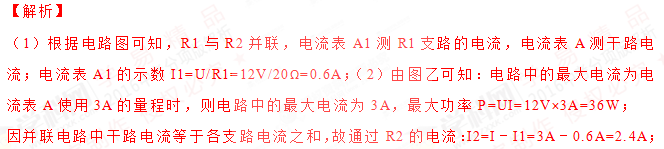 【解析】
（1）根据电路图可知，R1 与 R2 并联，电流表 A1 测 R1 支路的电流，电流表 A 测干路电
流；电流表 A1 的示数 I1=U/R1=12V/20Ω=0.6A；（2）由图乙可知：电路中的最大电流为电
流表 A 使用 3A 的量程时，则电路中的最大电流为 3A，最大功率 P=UI=12V×3A=36W；
因并联电路中干路电流等于各支路电流之和，故通过 R2 的电流：I2=I－I1=3A－0.6A=2.4A；